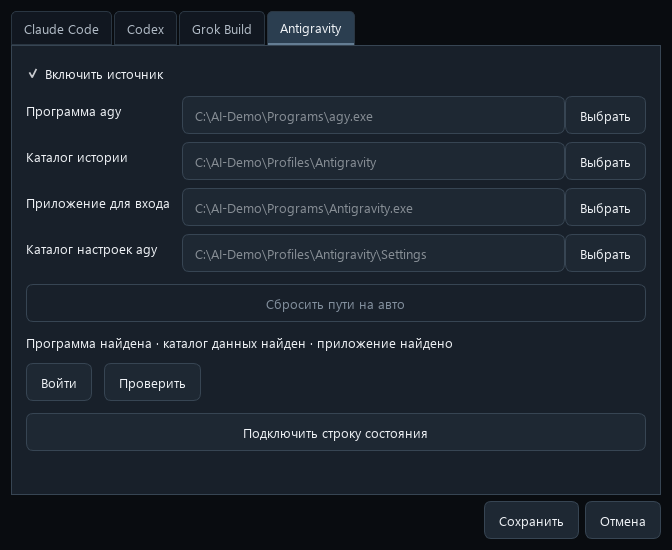 Claude Code
Codex
Grok Build
Antigravity
✓ Включить источник
Программа agy
C:\AI-Demo\Programs\agy.exe
Выбрать
Каталог истории
C:\AI-Demo\Profiles\Antigravity
Выбрать
Приложение для входа
C:\AI-Demo\Programs\Antigravity.exe
Выбрать
Каталог настроек agy
C:\AI-Demo\Profiles\Antigravity\Settings
Выбрать
Сбросить пути на авто
Программа найдена · каталог данных найден · приложение найдено
Войти
Проверить
Подключить строку состояния
Сохранить
Отмена